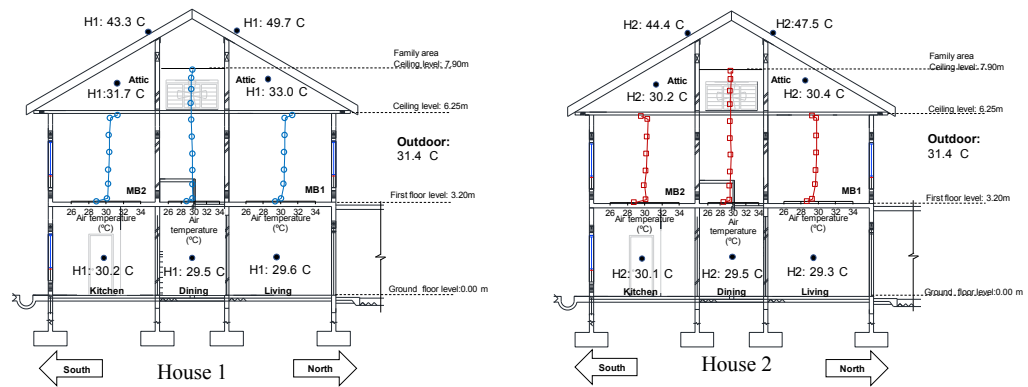 H1: 43.3 C
H1: 49.7 C
Family area
Ceiling level: 7.90m
Attic
Attic
H1:31.7 C
H1: 33.0 C
Ceiling level: 6.25m
Outdoor:
31.4 C
MB2
MB1
First floor level: 3.20m
26 28 30 32 34
26 28 30 32 34
26 28 30 32 34
Air temperature
(ºC)
Air
temperature
(ºC)
Air temperature
(ºC)
H1: 30.2 C
H1: 29.5 C
H1: 29.6 C
Kitchen
Dining
Living
Ground floor level:0.00 m
South
House 1
North
H2: 44.4 C
H2:47.5 C
Family area
Ceiling level: 7.90m
Attic
Attic
H2: 30.2 C
H2: 30.4 C
Ceiling level: 6.25m
Outdoor:
31.4 C
MB2
MB1
First floor level: 3.20m
26 28 30 32 34
26 28 30 32 34
26 28 30 32 34
Air temperature
(ºC)
Air
temperature
(ºC)
Air temperature
(ºC)
H2: 30.1 C
H2: 29.5 C
H2: 29.3 C
Kitchen
Dining
Living
Ground floor level:0.00 m
South
House 2
North